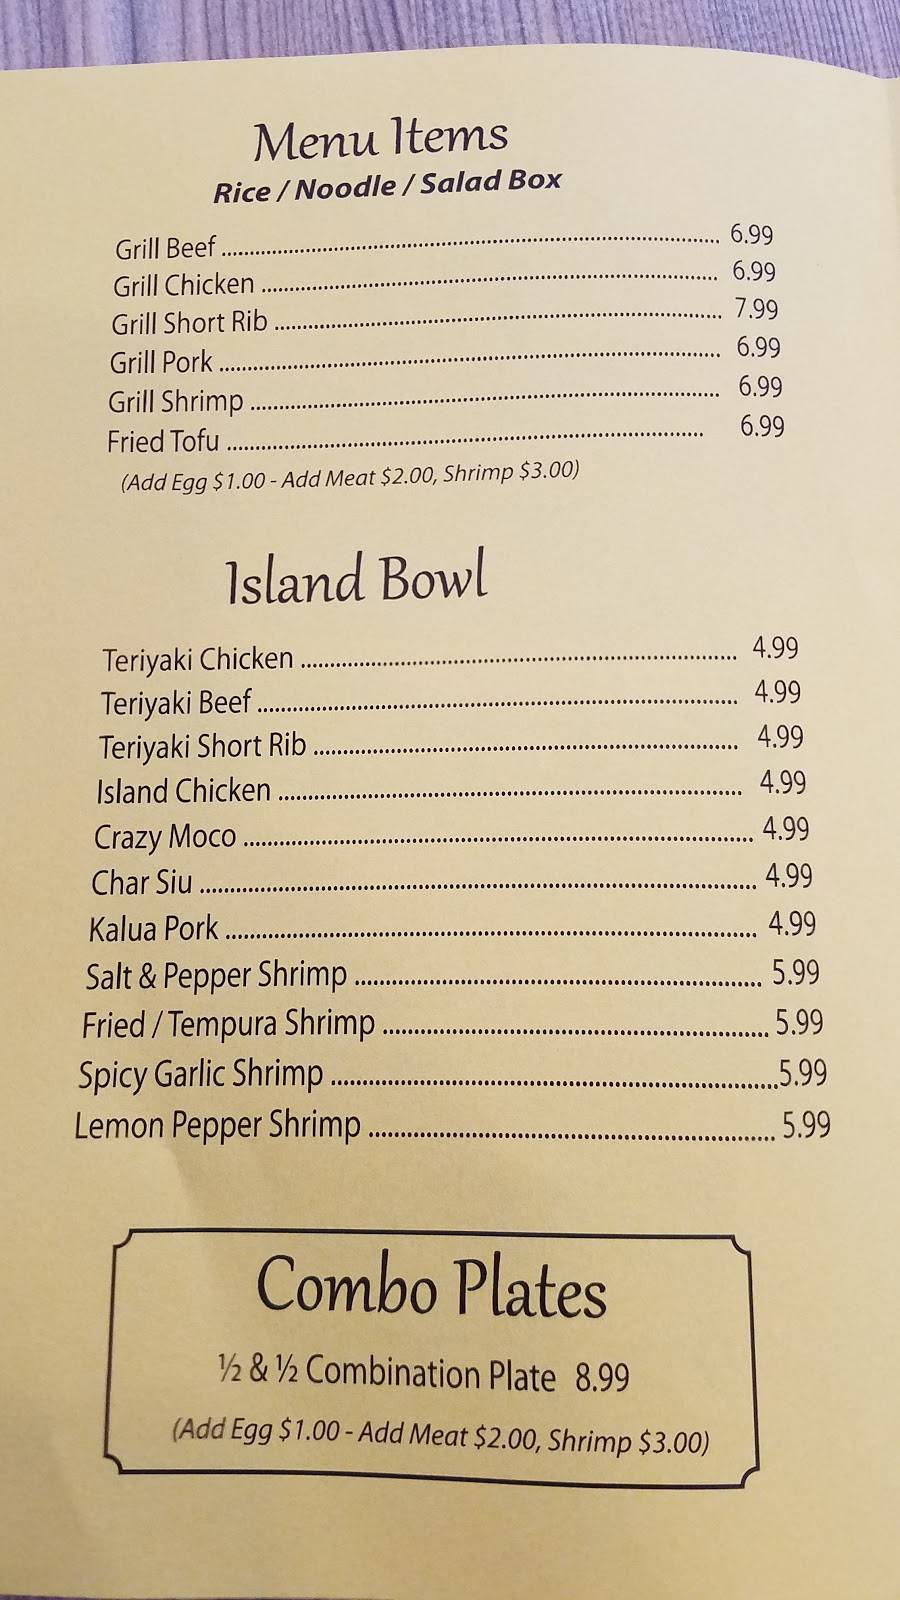 Menu Items
Rice / Noodle / Salad Box
Grill Beef ........ 6.99
Grill Chicken ........ 6.99
Grill Short Rib ........ 7.99
Grill Pork ........ 6.99
Grill Shrimp ........ 6.99
Fried Tofu ........ 6.99
(Add Egg $1.00 - Add Meat $2.00, Shrimp $3.00)
Island Bowl
Teriyaki Chicken ........ 4.99
Teriyaki Beef ........ 4.99
Teriyaki Short Rib ........ 4.99
Island Chicken ........ 4.99
Crazy Moco ........ 4.99
Char Siu ........ 4.99
Kalua Pork ........ 4.99
Salt & Pepper Shrimp ........ 5.99
Fried / Tempura Shrimp ........ 5.99
Spicy Garlic Shrimp ........ 5.99
Lemon Pepper Shrimp ........ 5.99
Combo Plates
½ & ½ Combination Plate 8.99
(Add Egg $1.00 - Add Meat $2.00, Shrimp $3.00)